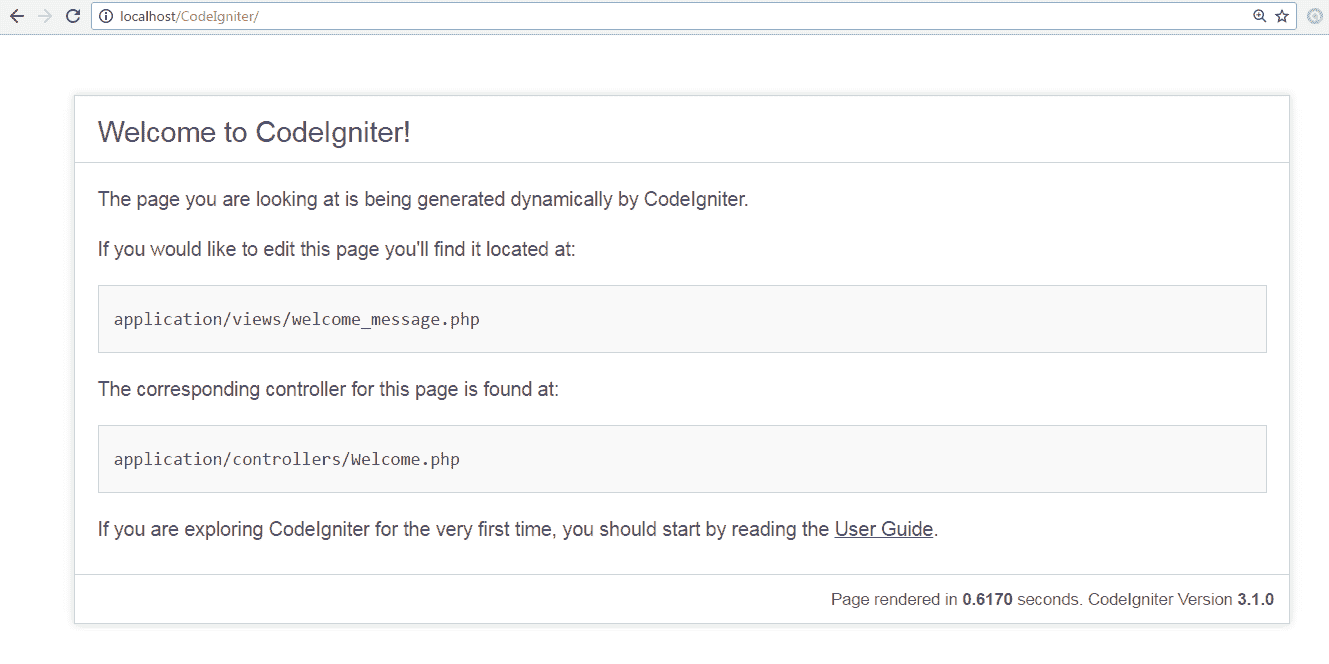 localhost/CodeIgniter/
Welcome to CodeIgniter!
The page you are looking at is being generated dynamically by CodeIgniter.
If you would like to edit this page you'll find it located at:
application/views/welcome_message.php
The corresponding controller for this page is found at:
application/controllers/Welcome.php
If you are exploring CodeIgniter for the very first time, you should start by reading the User Guide.
Page rendered in 0.6170 seconds. CodeIgniter Version 3.1.0